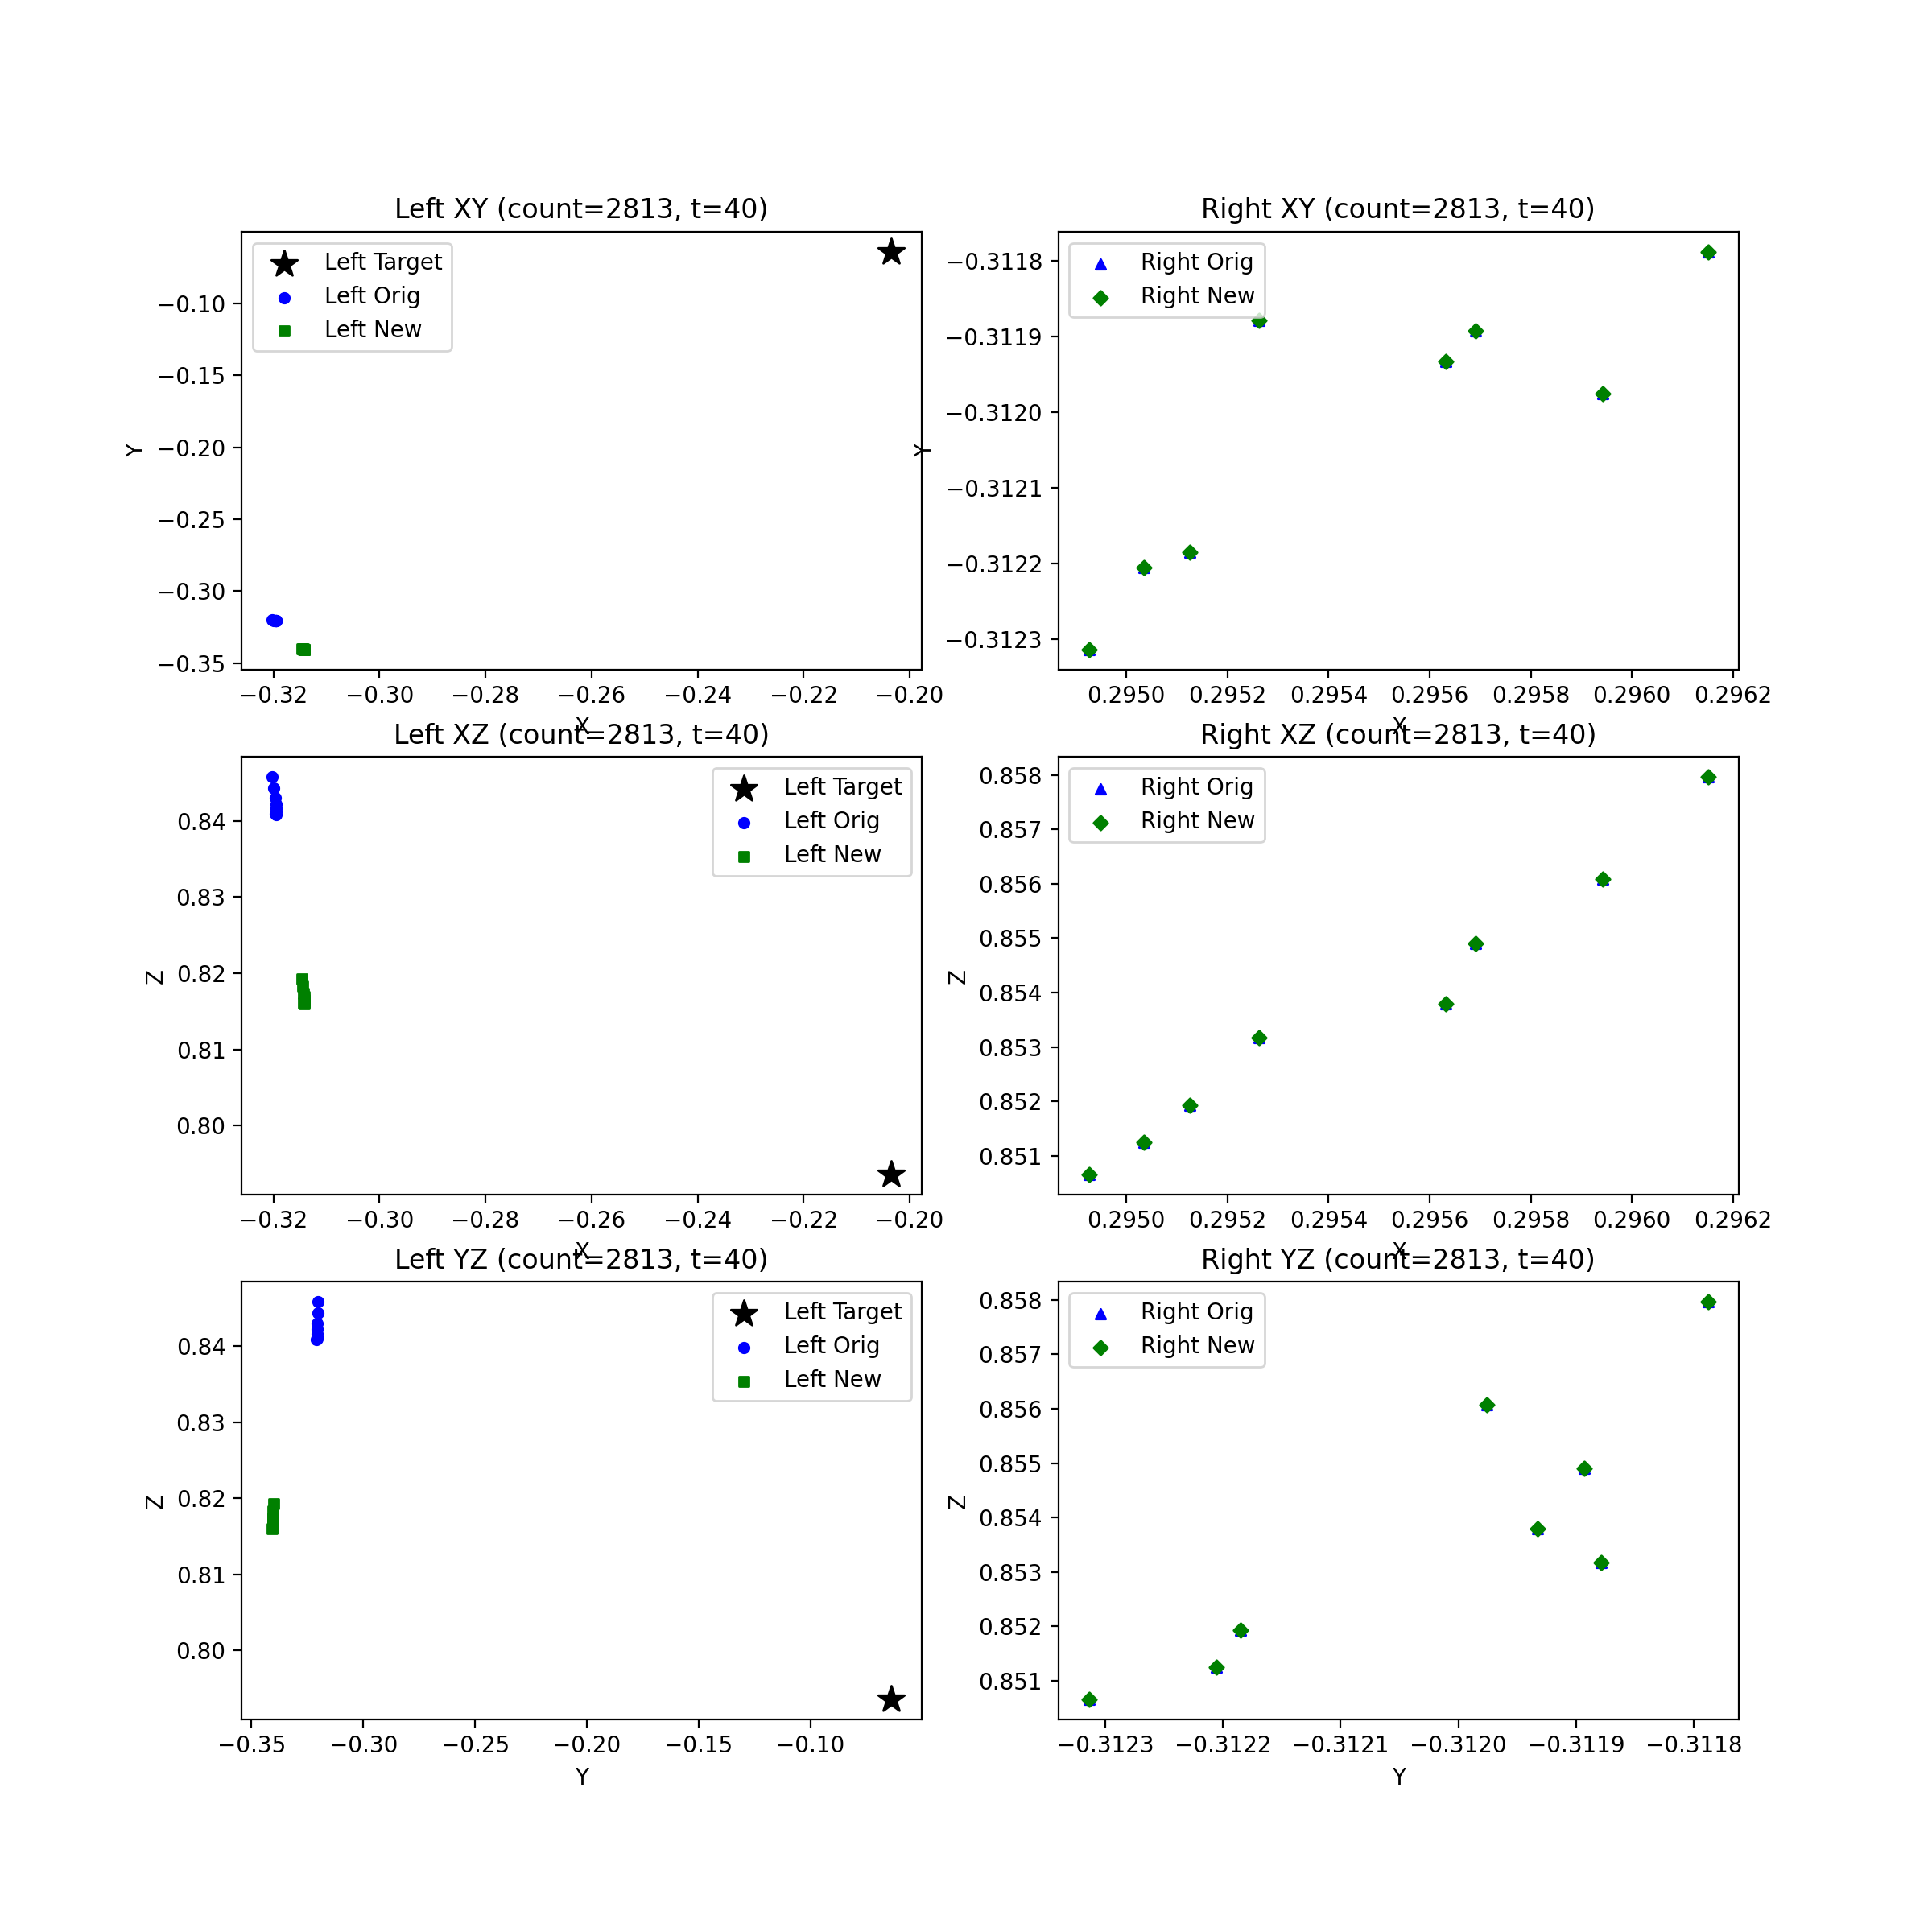 Left XY (count=2813, t=40)
Left Target
Left Orig
Left New
−0.10
−0.15
−0.20
−0.25
−0.30
−0.35
Y
−0.32 −0.30 −0.28 −0.26 −0.24 −0.22 −0.20
X
Right XY (count=2813, t=40)
Right Orig
Right New
−0.3118
−0.3119
−0.3120
−0.3121
−0.3122
−0.3123
Y
0.2950 0.2952 0.2954 0.2956 0.2958 0.2960 0.2962
X
Left XZ (count=2813, t=40)
Left Target
Left Orig
Left New
0.84
0.83
0.82
0.81
0.80
Z
−0.32 −0.30 −0.28 −0.26 −0.24 −0.22 −0.20
X
Right XZ (count=2813, t=40)
Right Orig
Right New
0.858
0.857
0.856
0.855
0.854
0.853
0.852
0.851
Z
0.2950 0.2952 0.2954 0.2956 0.2958 0.2960 0.2962
X
Left YZ (count=2813, t=40)
Left Target
Left Orig
Left New
0.84
0.83
0.82
0.81
0.80
Z
−0.35 −0.30 −0.25 −0.20 −0.15 −0.10
Y
Right YZ (count=2813, t=40)
Right Orig
Right New
0.858
0.857
0.856
0.855
0.854
0.853
0.852
0.851
Z
−0.3123 −0.3122 −0.3121 −0.3120 −0.3119 −0.3118
Y